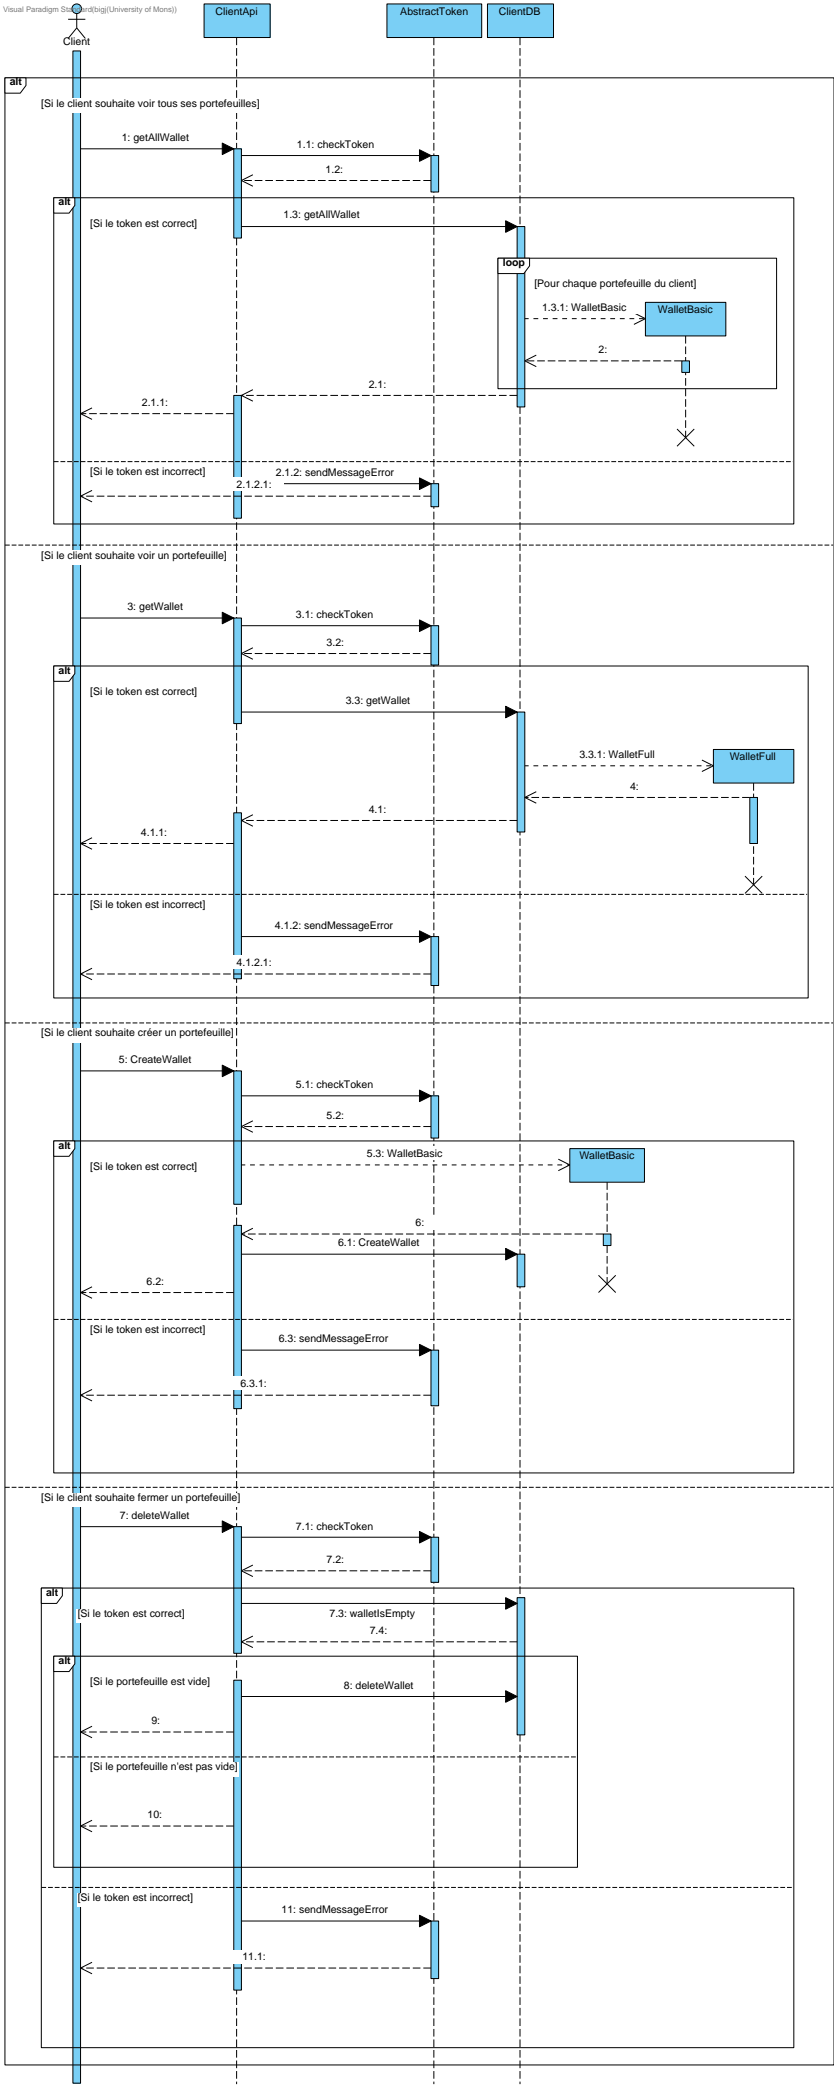 Visual Paradigm Standard(bigj(University of Mons))
Client
ClientApi
AbstractToken
ClientDB
alt
[Si le client souhaite voir tous ses portefeuilles]
1: getAllWallet
1.1: checkToken
1.2:
alt
[Si le token est correct]
1.3: getAllWallet
loop
[Pour chaque portefeuille du client]
1.3.1: WalletBasic
WalletBasic
2:
2.1:
2.1.1:
[Si le token est incorrect]
2.1.2: sendMessageError
2.1.2.1:
[Si le client souhaite voir un portefeuille]
3: getWallet
3.1: checkToken
3.2:
alt
[Si le token est correct]
3.3: getWallet
3.3.1: WalletFull
WalletFull
4:
4.1:
4.1.1:
[Si le token est incorrect]
4.1.2: sendMessageError
4.1.2.1:
[Si le client souhaite créer un portefeuille]
5: CreateWallet
5.1: checkToken
5.2:
alt
[Si le token est correct]
5.3: WalletBasic
WalletBasic
6:
6.1: CreateWallet
6.2:
[Si le token est incorrect]
6.3: sendMessageError
6.3.1:
[Si le client souhaite fermer un portefeuille]
7: deleteWallet
7.1: checkToken
7.2:
alt
[Si le token est correct]
7.3: walletIsEmpty
7.4:
alt
[Si le portefeuille est vide]
8: deleteWallet
9:
[Si le portefeuille n'est pas vide]
10:
[Si le token est incorrect]
11: sendMessageError
11.1: